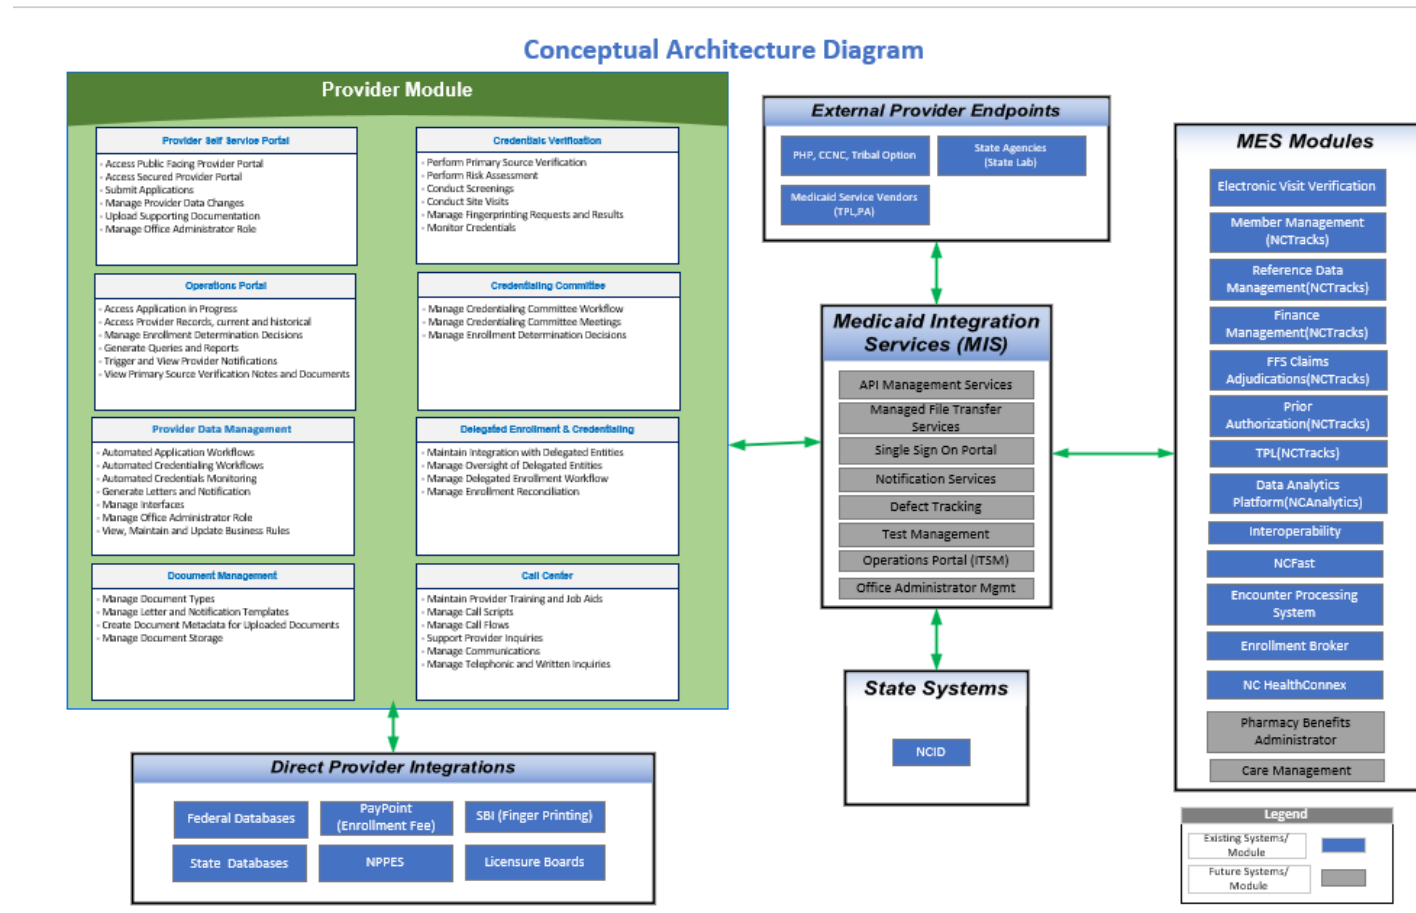 Conceptual Architecture Diagram
Provider Module
Provider Self Service Portal
- Access Public Facing Provider Portal
- Access Secured Provider Portal
- Submit Applications
- Manage Provider Data Changes
- Upload Supporting Documentation
- Manage Office Administrator Role
Credentials Verification
- Perform Primary Source Verification
- Perform Risk Assessment
- Conduct Screenings
- Conduct Site Visits
- Manage Fingerprinting Requests and Results
- Monitor Credentials
Operations Portal
- Access Application in Progress
- Access Provider Records, current and historical
- Manage Enrollment Determination Decisions
- Generate Queries and Reports
- Trigger and View Provider Notifications
- View Primary Source Verification Notes and Documents
Credentialing Committee
- Manage Credentialing Committee Workflow
- Manage Credentialing Committee Meetings
- Manage Enrollment Determination Decisions
Provider Data Management
- Automated Application Workflows
- Automated Credentialing Workflows
- Automated Credentials Monitoring
- Generate Letters and Notification
- Manage Interfaces
- Manage Office Administrator Role
- View, Maintain and Update Business Rules
Delegated Enrollment & Credentialing
- Maintain Integration with Delegated Entities
- Manage Oversight of Delegated Entities
- Manage Delegated Enrollment Workflow
- Manage Enrollment Reconciliation
Document Management
- Manage Document Types
- Manage Letter and Notification Templates
- Create Document Metadata for Uploaded Documents
- Manage Document Storage
Call Center
- Maintain Provider Training and Job Aids
- Manage Call Scripts
- Manage Call Flows
- Support Provider Inquiries
- Manage Communications
- Manage Telephonic and Written Inquiries
Direct Provider Integrations
Federal Databases
PayPoint
(Enrollment Fee)
SBI (Finger Printing)
State Databases
NPPES
Licensure Boards
External Provider Endpoints
PHP, CCNC, Tribal Option
State Agencies
(State Lab)
Medicaid Service Vendors
(TPL,PA)
Medicaid Integration
Services (MIS)
API Management Services
Managed File Transfer
Services
Single Sign On Portal
Notification Services
Defect Tracking
Test Management
Operations Portal (ITSM)
Office Administrator Mgmt
State Systems
NCID
MES Modules
Electronic Visit Verification
Member Management
(NCTracks)
Reference Data
Management(NCTracks)
Finance
Management(NCTracks)
FFS Claims
Adjudications(NCTracks)
Prior
Authorization(NCTracks)
TPL(NCTracks)
Data Analytics
Platform(NCAnalytics)
Interoperability
NCFast
Encounter Processing
System
Enrollment Broker
NC HealthConnex
Pharmacy Benefits
Administrator
Care Management
Legend
Existing Systems/
Module
Future Systems/
Module